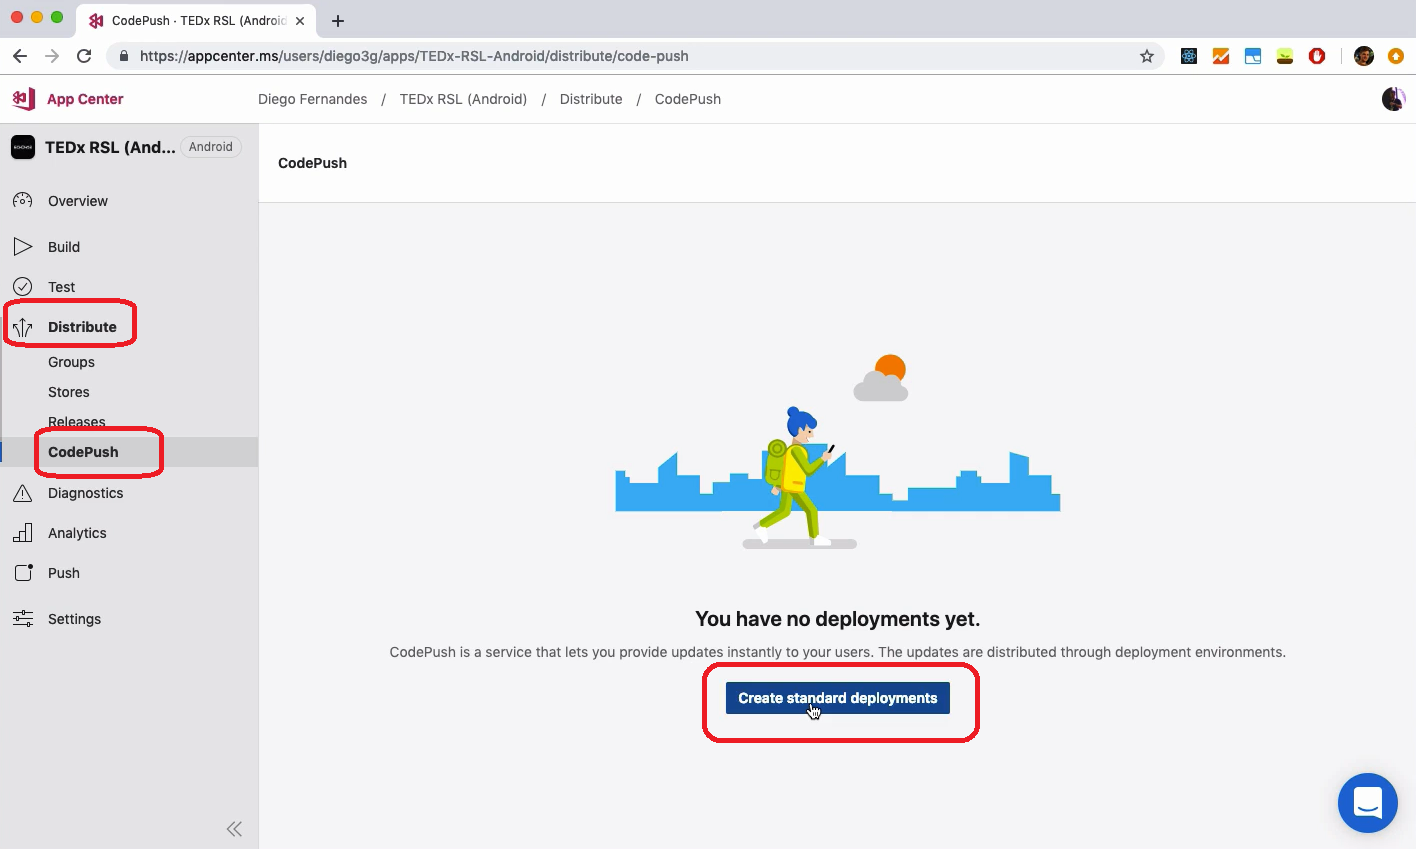 CodePush · TEDx RSL (Android)
https://appcenter.ms/users/diego3g/apps/TEDx-RSL-Android/distribute/code-push
App Center
Diego Fernandes / TEDx RSL (Android) / Distribute / CodePush
TEDx RSL (And... Android
CodePush
Overview
Build
Test
Distribute
Groups
Stores
Releases
CodePush
Diagnostics
Analytics
Push
Settings
You have no deployments yet.
CodePush is a service that lets you provide updates instantly to your users. The updates are distributed through deployment environments.
Create standard deployments